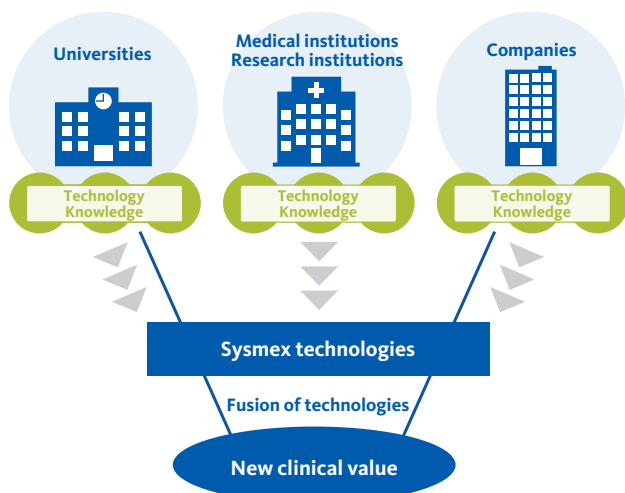 Universities
Medical institutions
Research institutions
Companies
Technology
Knowledge
Technology
Knowledge
Technology
Knowledge
Sysmex technologies
Fusion of technologies
New clinical value